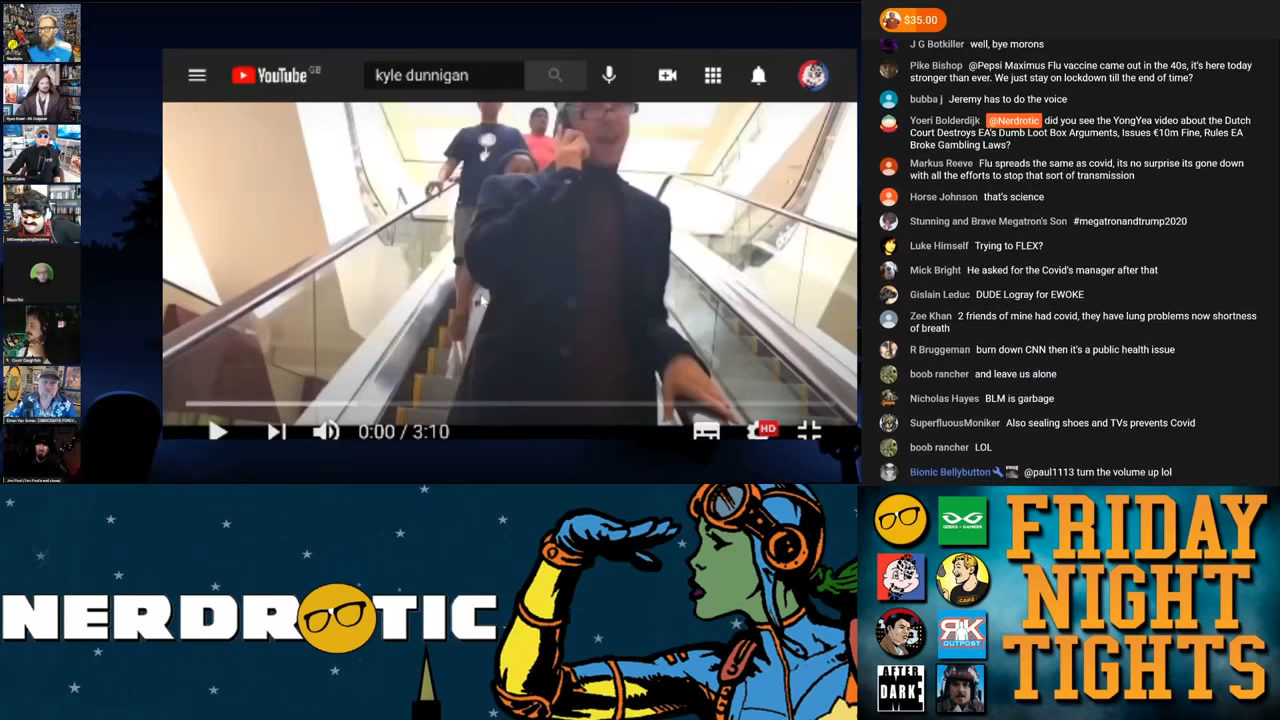 Nerdrotic
YouTube GB
kyle dunnigan
0:00 / 3:10
HD
$35.00
J G Botkiller well, bye morons
Pike Bishop @Pepsi Maximus Flu vaccine came out in the 40s, it's here today
stronger than ever. We just stay on lockdown till the end of time?
bubba j Jeremy has to do the voice
Yoeri Bolderdijk @Nerdrotic did you see the YongYea video about the Dutch
Court Destroys EA's Dumb Loot Box Arguments, Issues €10m Fine, Rules EA
Broke Gambling Laws?
Markus Reeve Flu spreads the same as covid, its no surprise its gone down
with all the efforts to stop that sort of transmission
Horse Johnson that's science
Stunning and Brave Megatron's Son #megatronandtrump2020
Luke Himself Trying to FLEX?
Mick Bright He asked for the Covid's manager after that
Gislain Leduc DUDE Logray for EWOKE
Zee Khan 2 friends of mine had covid, they have lung problems now shortness
of breath
R Bruggeman burn down CNN then it's a public health issue
boob rancher and leave us alone
Nicholas Hayes BLM is garbage
SuperfluousMoniker Also sealing shoes and TVs prevents Covid
boob rancher LOL
Bionic Bellybutton @paul1113 turn the volume up lol
NERDROTIC
GEEKS + GAMERS
RK
OUTPOST
AFTER
DARK
FRIDAY
NIGHT
TIGHTS